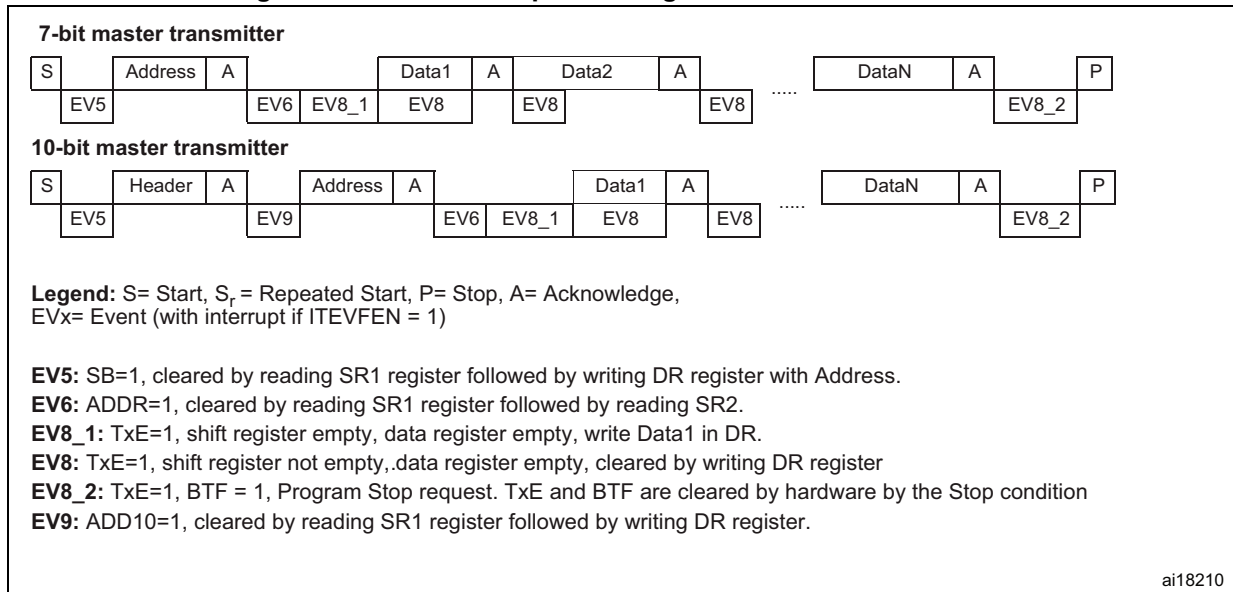 7-bit master transmitter
S Address A Data1 A Data2 A ..... DataN A P
EV5 EV6 EV8_1 EV8 EV8 EV8 EV8_2
10-bit master transmitter
S Header A Address A Data1 A ..... DataN A P
EV5 EV9 EV6 EV8_1 EV8 EV8 EV8_2
Legend: S= Start, Sr = Repeated Start, P= Stop, A= Acknowledge,
EVx= Event (with interrupt if ITEVFEN = 1)
EV5: SB=1, cleared by reading SR1 register followed by writing DR register with Address.
EV6: ADDR=1, cleared by reading SR1 register followed by reading SR2.
EV8_1: TxE=1, shift register empty, data register empty, write Data1 in DR.
EV8: TxE=1, shift register not empty,.data register empty, cleared by writing DR register
EV8_2: TxE=1, BTF = 1, Program Stop request. TxE and BTF are cleared by hardware by the Stop condition
EV9: ADD10=1, cleared by reading SR1 register followed by writing DR register.
ai18210